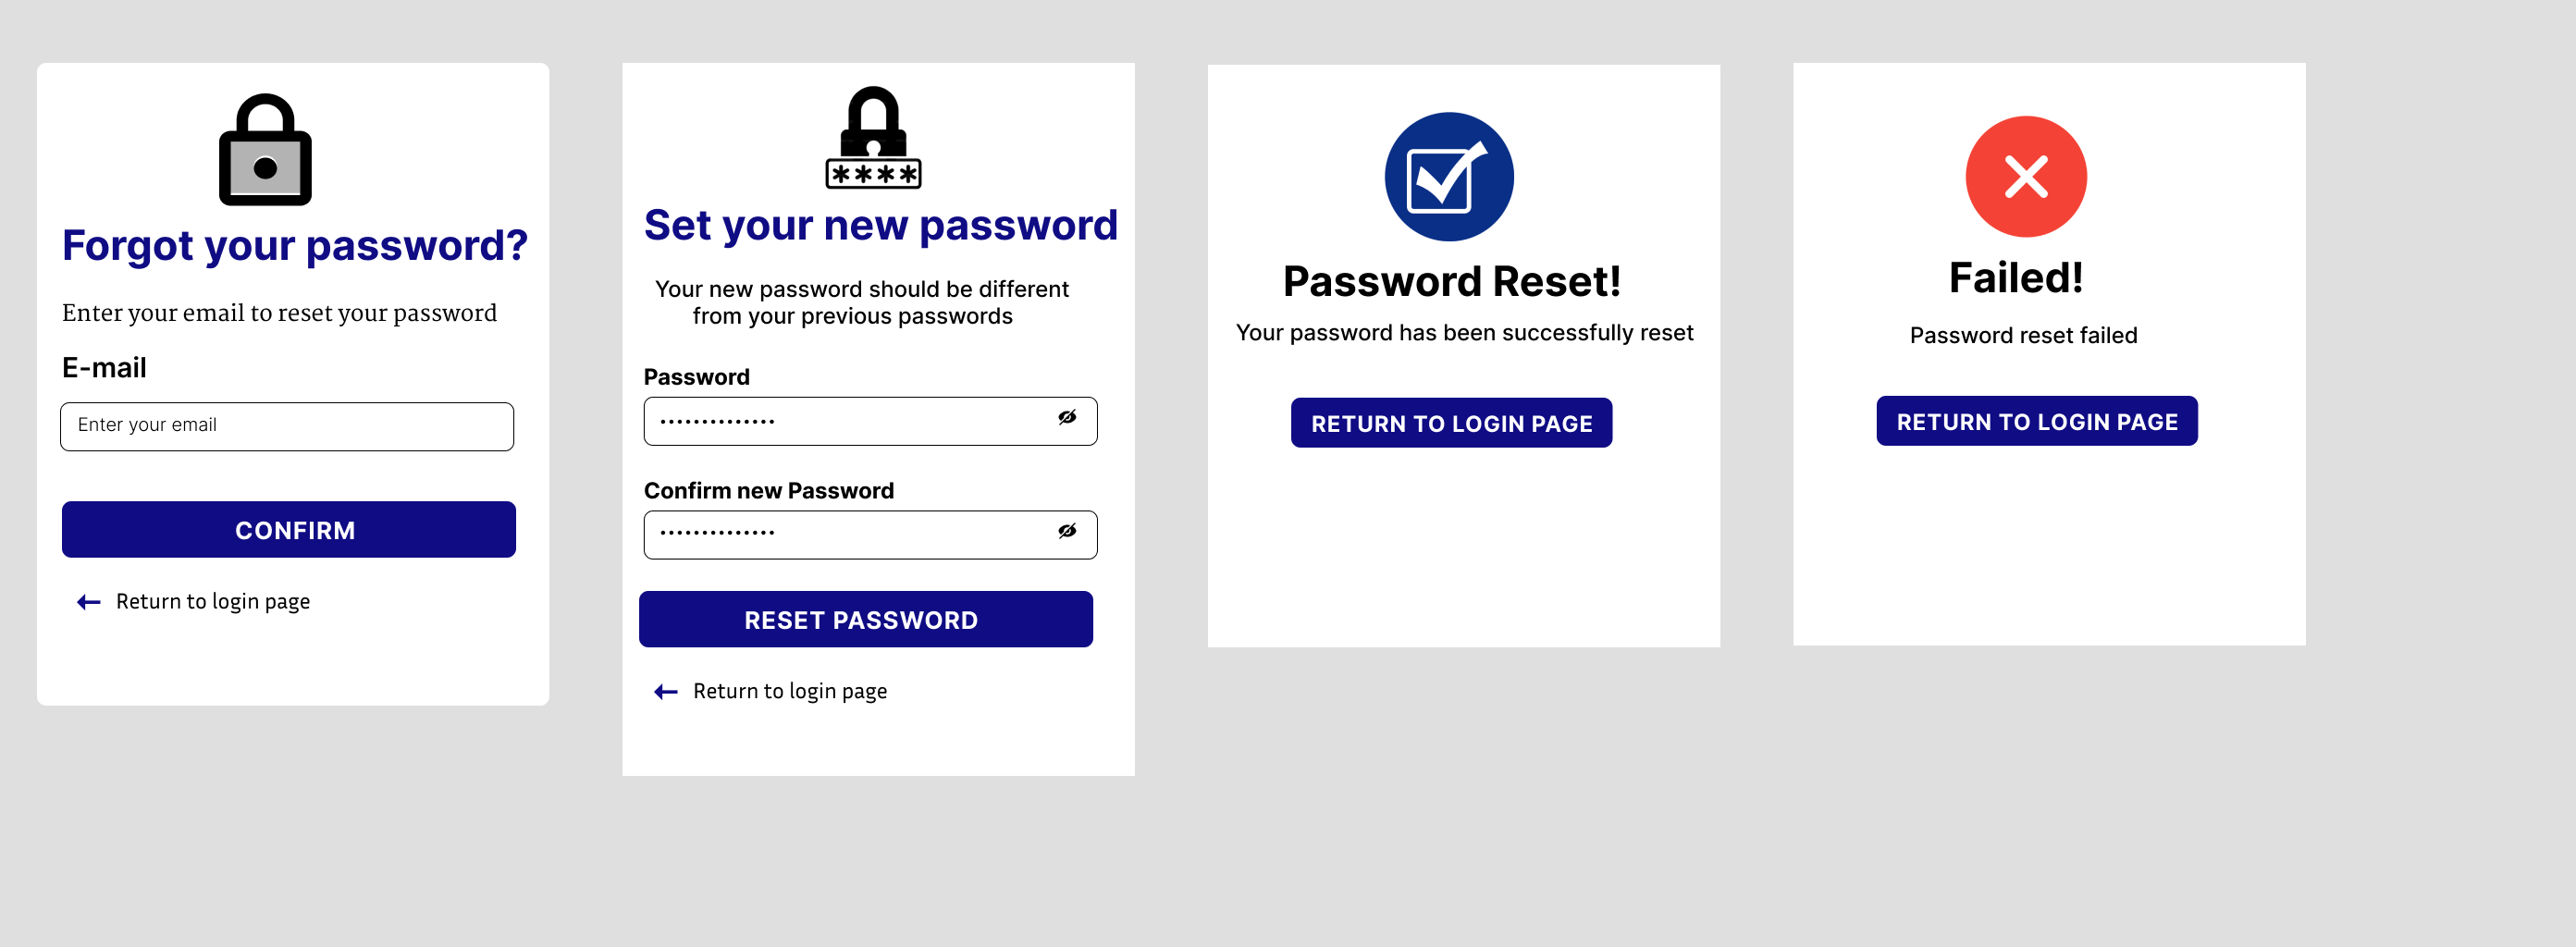 Forgot your password?
Enter your email to reset your password
E-mail
Enter your email
CONFIRM
Return to login page
****
Set your new password
Your new password should be different
from your previous passwords
Password
••••••••••••••
Confirm new Password
••••••••••••••
RESET PASSWORD
Return to login page
Password Reset!
Your password has been successfully reset
RETURN TO LOGIN PAGE
Failed!
Password reset failed
RETURN TO LOGIN PAGE